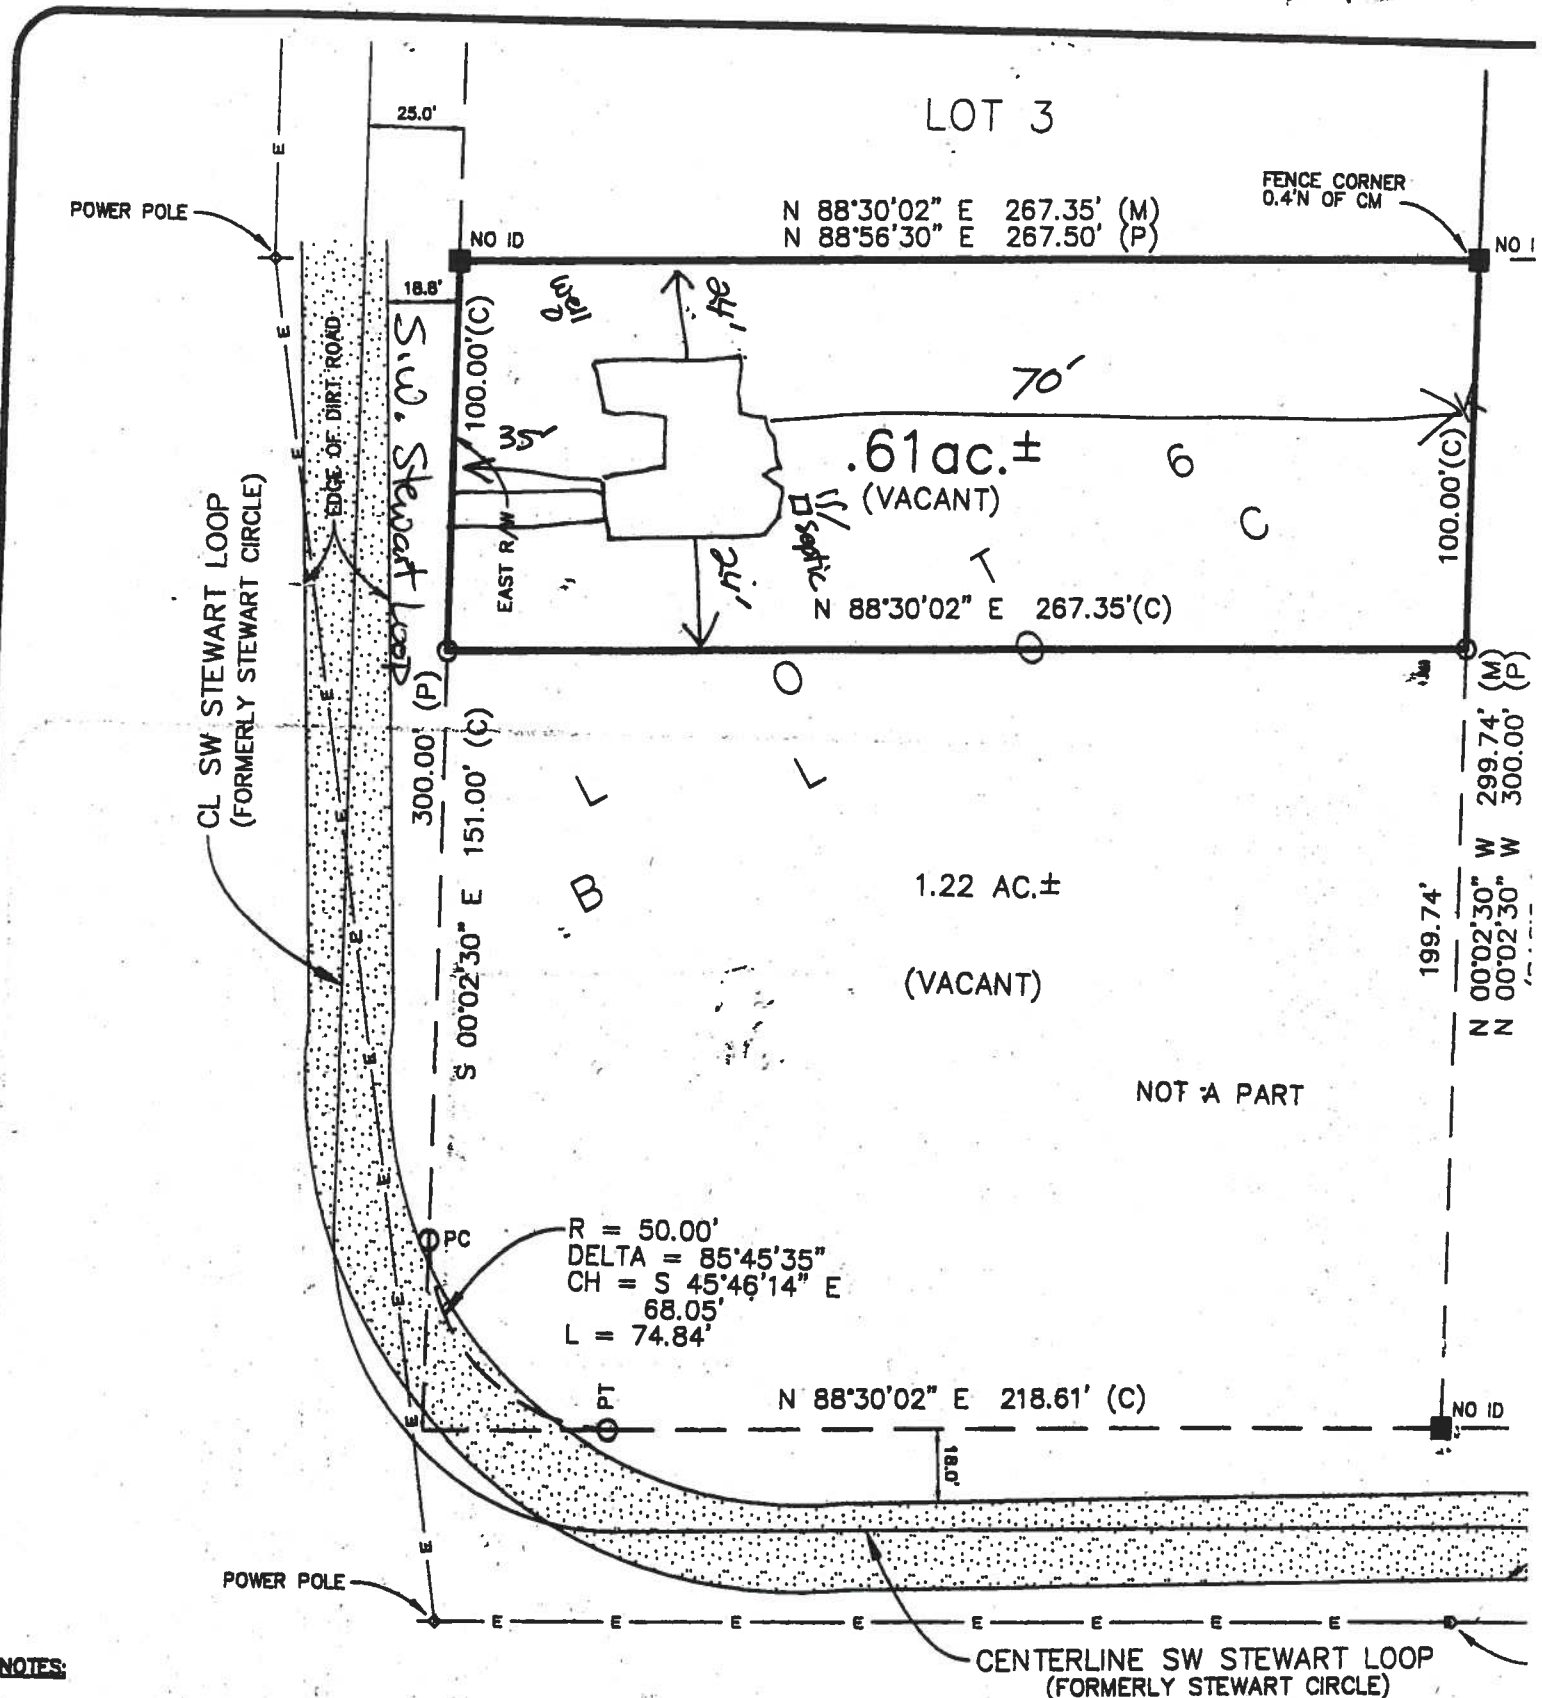 25.0'
LOT 3
POWER POLE
FENCE CORNER
0.4'N OF CM
N 88°30'02" E 267.35' (M)
N 88°56'30" E 267.50' (P)
NO ID
NO I
E
18.8'
well
24'
100.00'(C)
EDGE OF DIRT ROAD
S.W. Stewart Loop
70'
35'
.61ac.±
(VACANT)
6
C
T
O
L
L
B
100.00'(C)
EAST R/W
septic
24'
N 88°30'02" E 267.35'(C)
CL SW STEWART LOOP
(FORMERLY STEWART CIRCLE)
300.00' (P)
S 00°02'30" E 151.00' (C)
1.22 AC.±
(VACANT)
199.74'
N 00°02'30" W 299.74' (M)
N 00°02'30" W 300.00' (P)
NOT A PART
PC
R = 50.00'
DELTA = 85°45'35"
CH = S 45°46'14" E
68.05'
L = 74.84'
PT
N 88°30'02" E 218.61' (C)
NO ID
18.0'
POWER POLE
E E E E E E E E
CENTERLINE SW STEWART LOOP
(FORMERLY STEWART CIRCLE)
NOTES: